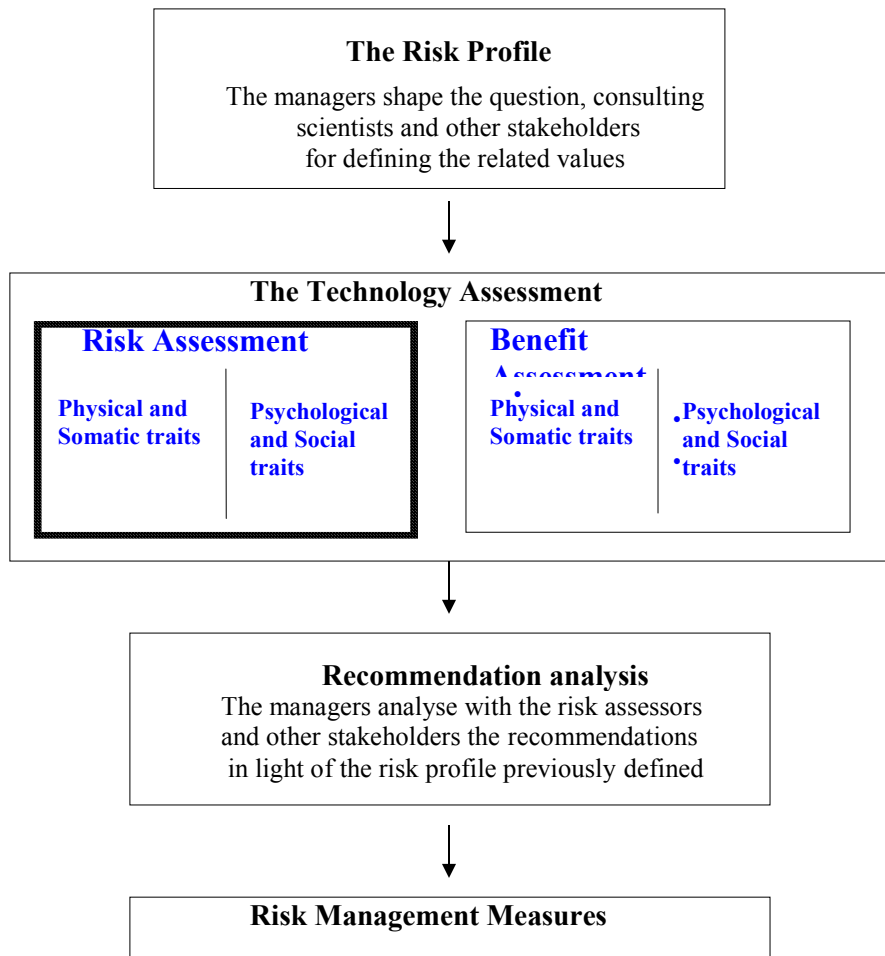 The Risk Profile
The managers shape the question, consulting
scientists and other stakeholders
for defining the related values
The Technology Assessment
Risk Assessment
Physical and
Somatic traits
Psychological
and Social
traits
Benefit
Assessment
Physical and
Somatic traits
Psychological
and Social
traits
Recommendation analysis
The managers analyse with the risk assessors
and other stakeholders the recommendations
in light of the risk profile previously defined
Risk Management Measures